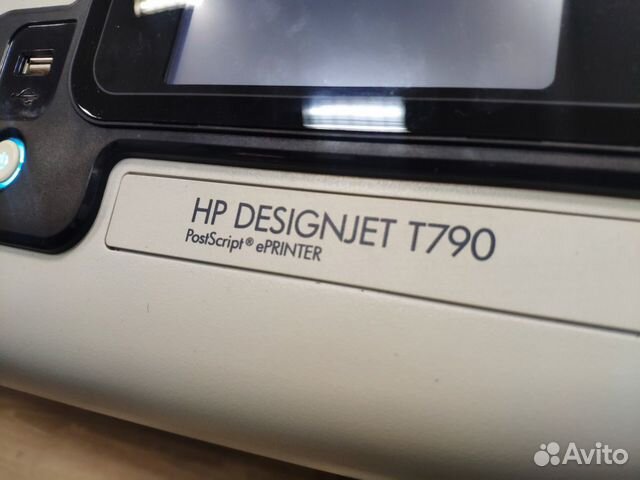 HP DESIGNJET T790
PostScript® ePRINTER
Avito